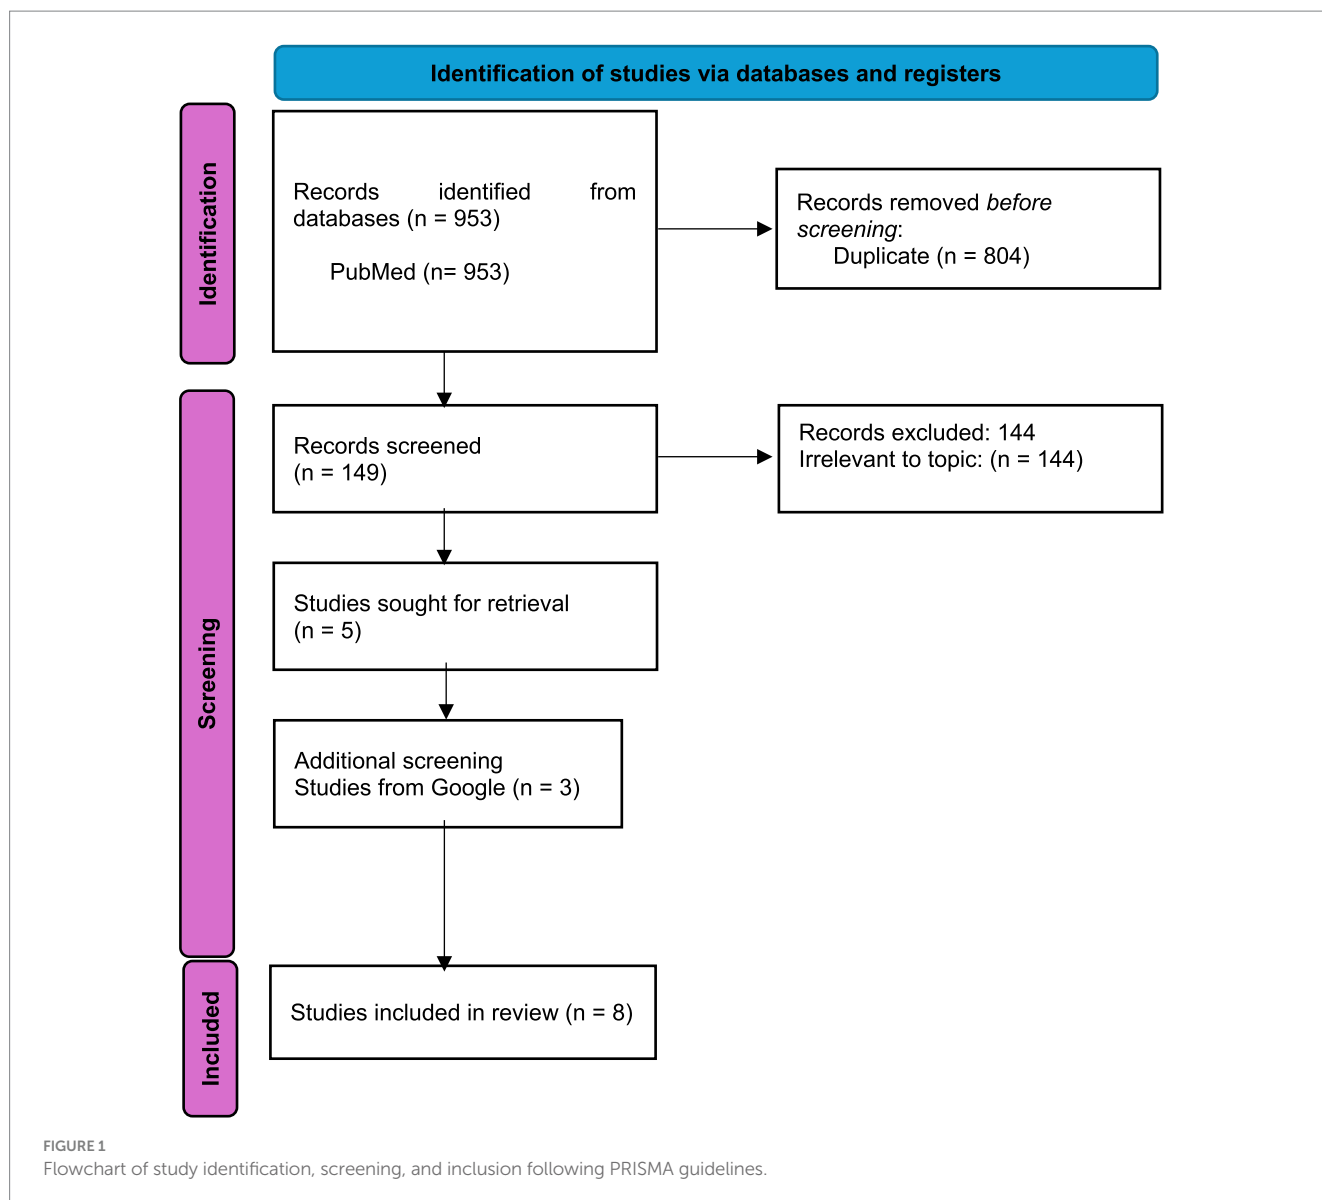 Identification of studies via databases and registers
Identification
Records identified from
databases (n = 953)
PubMed (n= 953)
Records removed before
screening:
Duplicate (n = 804)
Screening
Records screened
(n = 149)
Records excluded: 144
Irrelevant to topic: (n = 144)
Studies sought for retrieval
(n = 5)
Additional screening
Studies from Google (n = 3)
Included
Studies included in review (n = 8)
FIGURE 1
Flowchart of study identification, screening, and inclusion following PRISMA guidelines.